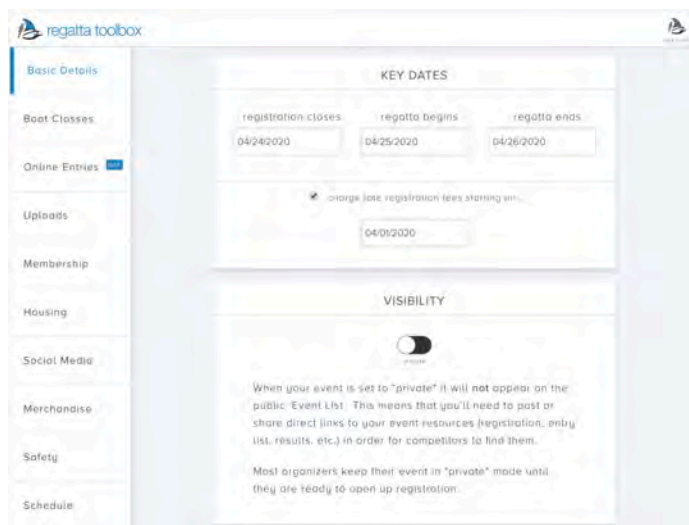 regatta toolbox
Basic Details
Boat Classes
Online Entries
Uploads
Membership
Housing
Social Media
Merchandise
Safety
Schedule
KEY DATES
registration closes regatta begins regatta ends
04/24/2020 04/25/2020 04/26/2020
charge late registration fees starting on...
04/01/2020
VISIBILITY
private
When your event is set to "private" it will not appear on the
public Event List. This means that you'll need to post or
share direct links to your event resources (registration, entry
list, results, etc.) in order for competitors to find them.
Most organizers keep their event in "private" mode until
they are ready to open up registration.